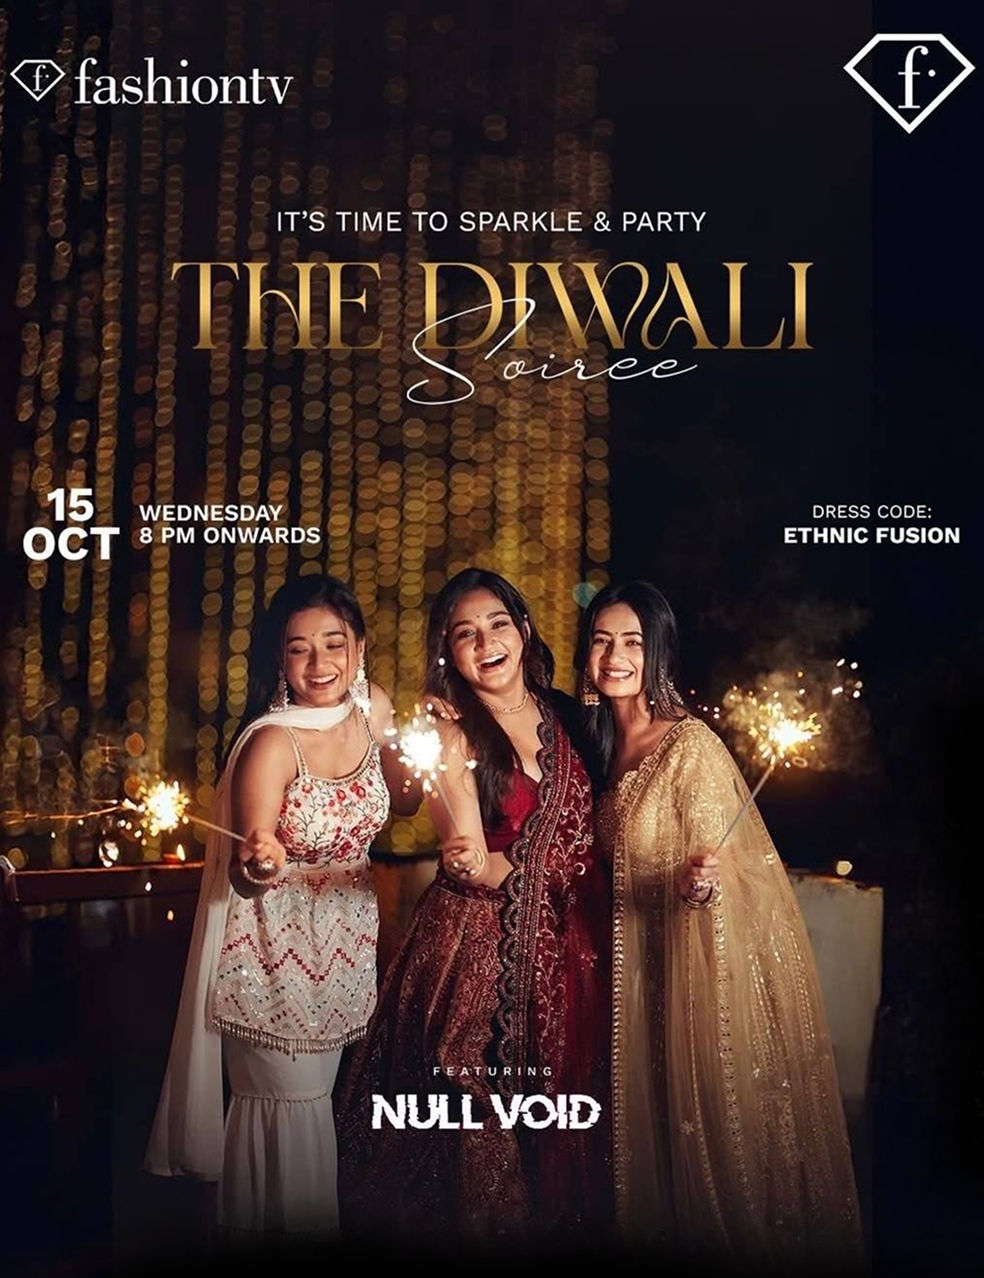 fashiontv
f.
f.
IT'S TIME TO SPARKLE & PARTY
THE DIWALI
Soiree
15
OCT
WEDNESDAY
8 PM ONWARDS
DRESS CODE:
ETHNIC FUSION
FEATURING
NULL VOID